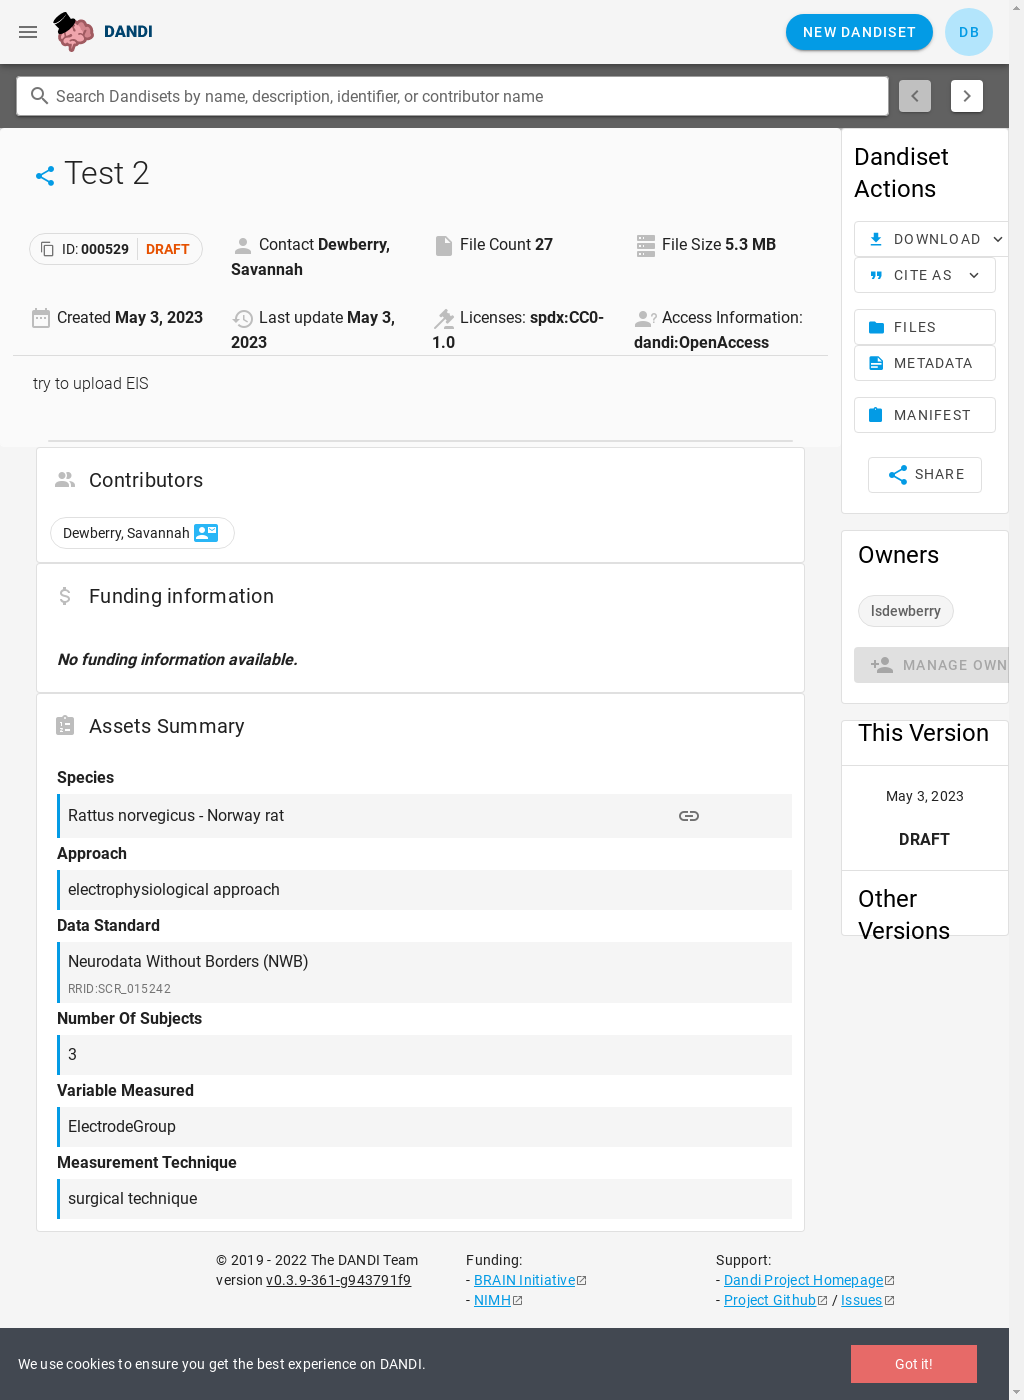 DANDI
NEW DANDISET
DB
Search Dandisets by name, description, identifier, or contributor name
Test 2
ID: 000529 DRAFT
Contact Dewberry, Savannah
File Count 27
File Size 5.3 MB
Created May 3, 2023
Last update May 3, 2023
Licenses: spdx:CC0-1.0
Access Information: dandi:OpenAccess
try to upload EIS
Contributors
Dewberry, Savannah
Funding information
No funding information available.
Assets Summary
Species
Rattus norvegicus - Norway rat
Approach
electrophysiological approach
Data Standard
Neurodata Without Borders (NWB)
RRID:SCR_015242
Number Of Subjects
3
Variable Measured
ElectrodeGroup
Measurement Technique
surgical technique
Dandiset
Actions
DOWNLOAD
CITE AS
FILES
METADATA
MANIFEST
SHARE
Owners
lsdewberry
MANAGE OWN
This Version
May 3, 2023
DRAFT
Other
Versions
© 2019 - 2022 The DANDI Team
version v0.3.9-361-g943791f9
Funding:
- BRAIN Initiative
- NIMH
Support:
- Dandi Project Homepage
- Project Github / Issues
We use cookies to ensure you get the best experience on DANDI.
Got it!